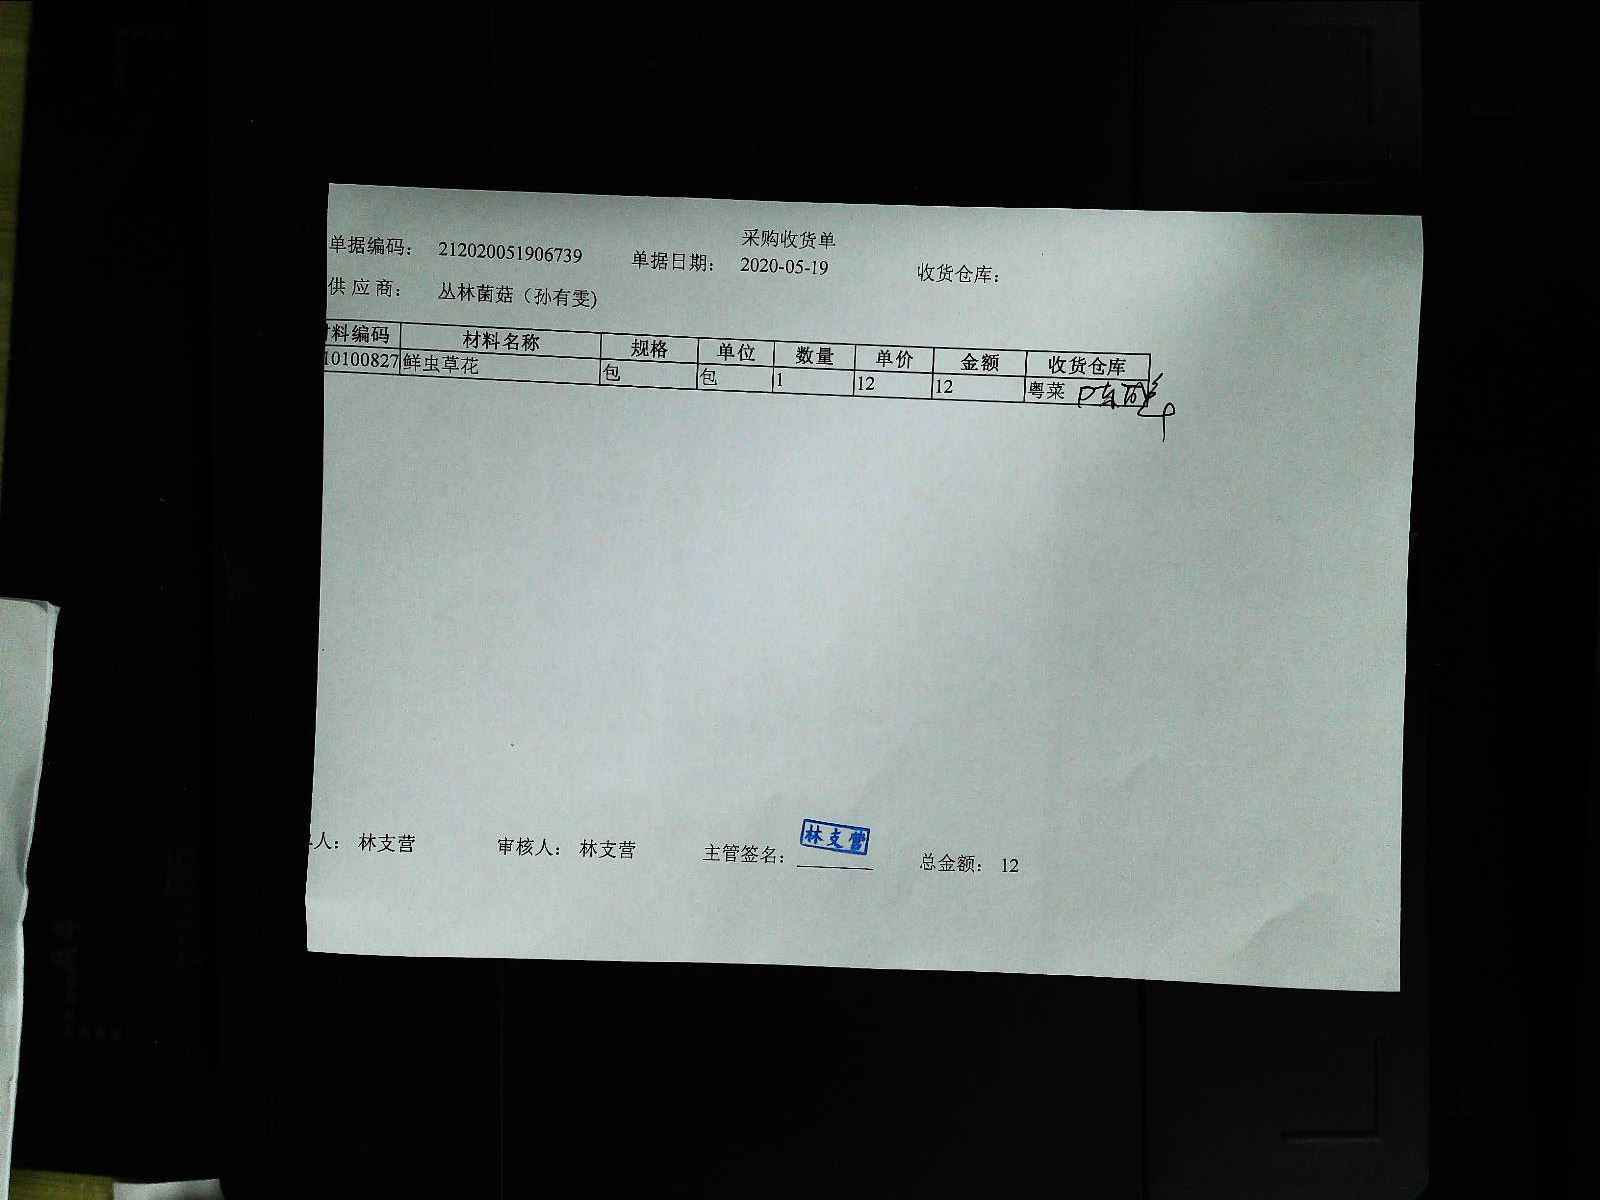 采购收货单
单据编码： 212020051906739 单据日期： 2020-05-19 收货仓库：
供 应 商： 丛林菌菇（孙有雯)
材料编码 材料名称 规格 单位 数量 单价 金额 收货仓库
10100827 鲜虫草花 包 包 1 12 12 粤菜
人： 林支营 审核人： 林支营 主管签名： 林支营 总金额： 12